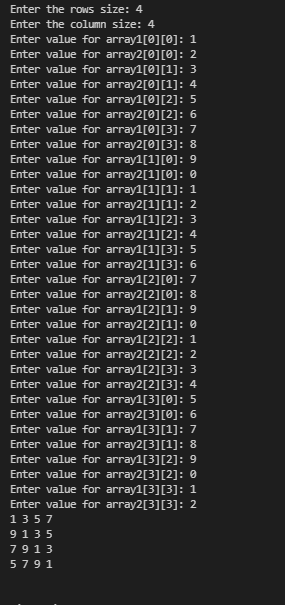 Enter the rows size: 4
Enter the column size: 4
Enter value for array1[0][0]: 1
Enter value for array2[0][0]: 2
Enter value for array1[0][1]: 3
Enter value for array2[0][1]: 4
Enter value for array1[0][2]: 5
Enter value for array2[0][2]: 6
Enter value for array1[0][3]: 7
Enter value for array2[0][3]: 8
Enter value for array1[1][0]: 9
Enter value for array2[1][0]: 0
Enter value for array1[1][1]: 1
Enter value for array2[1][1]: 2
Enter value for array1[1][2]: 3
Enter value for array2[1][2]: 4
Enter value for array1[1][3]: 5
Enter value for array2[1][3]: 6
Enter value for array1[2][0]: 7
Enter value for array2[2][0]: 8
Enter value for array1[2][1]: 9
Enter value for array2[2][1]: 0
Enter value for array1[2][2]: 1
Enter value for array2[2][2]: 2
Enter value for array1[2][3]: 3
Enter value for array2[2][3]: 4
Enter value for array1[3][0]: 5
Enter value for array2[3][0]: 6
Enter value for array1[3][1]: 7
Enter value for array2[3][1]: 8
Enter value for array1[3][2]: 9
Enter value for array2[3][2]: 0
Enter value for array1[3][3]: 1
Enter value for array2[3][3]: 2
1 3 5 7
9 1 3 5
7 9 1 3
5 7 9 1